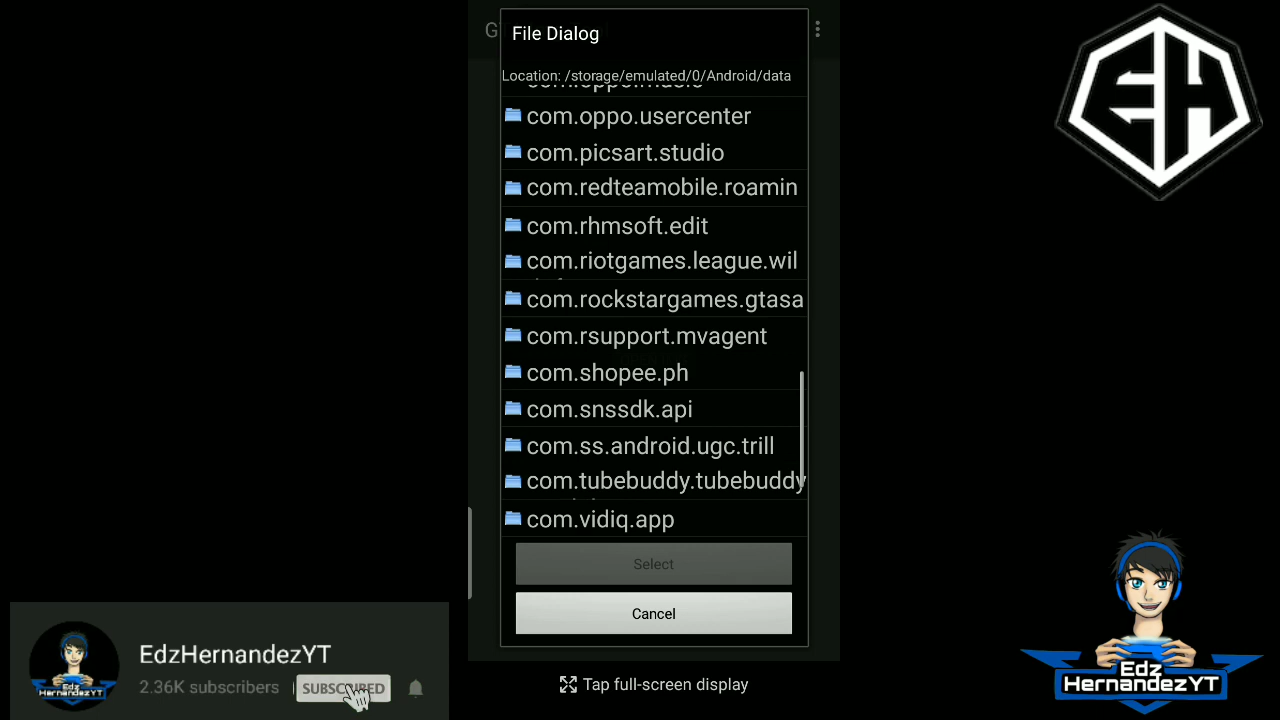 File Dialog
Location: /storage/emulated/0/Android/data
com.oppo.usercenter
com.picsart.studio
com.redteamobile.roamin
com.rhmsoft.edit
com.riotgames.league.wil
com.rockstargames.gtasa
com.rsupport.mvagent
com.shopee.ph
com.snssdk.api
com.ss.android.ugc.trill
com.tubebuddy.tubebuddy
com.vidiq.app
Select
Cancel
Tap full-screen display
EdzHernandezYT
2.36K subscribers
SUBSCRIBED
Edz
HernandezYT
EH
Edz
HernandezYT